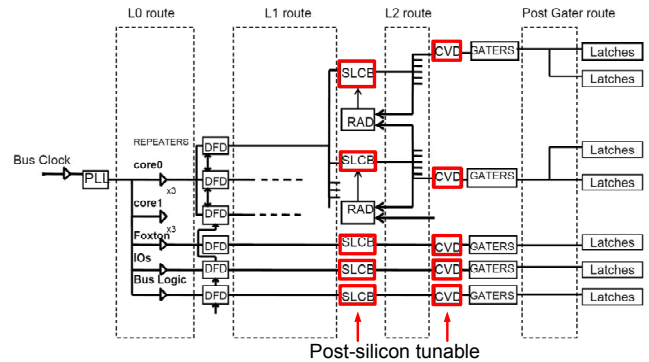 L0 route
L1 route
L2 route
Post Gater route
CVD
GATERS
Latches
SLCB
Latches
RAD
REPEATERS
DFD
Bus Clock
core0
SLCB
Latches
PLL
DFD
CVD
GATERS
Latches
x3
core1
DFD
RAD
x3
Foxton
DFD
SLCB
CVD
GATERS
Latches
IOs
DFD
SLCB
CVD
GATERS
Latches
Bus Logic
DFD
SLCB
CVD
GATERS
Latches
Post-silicon tunable